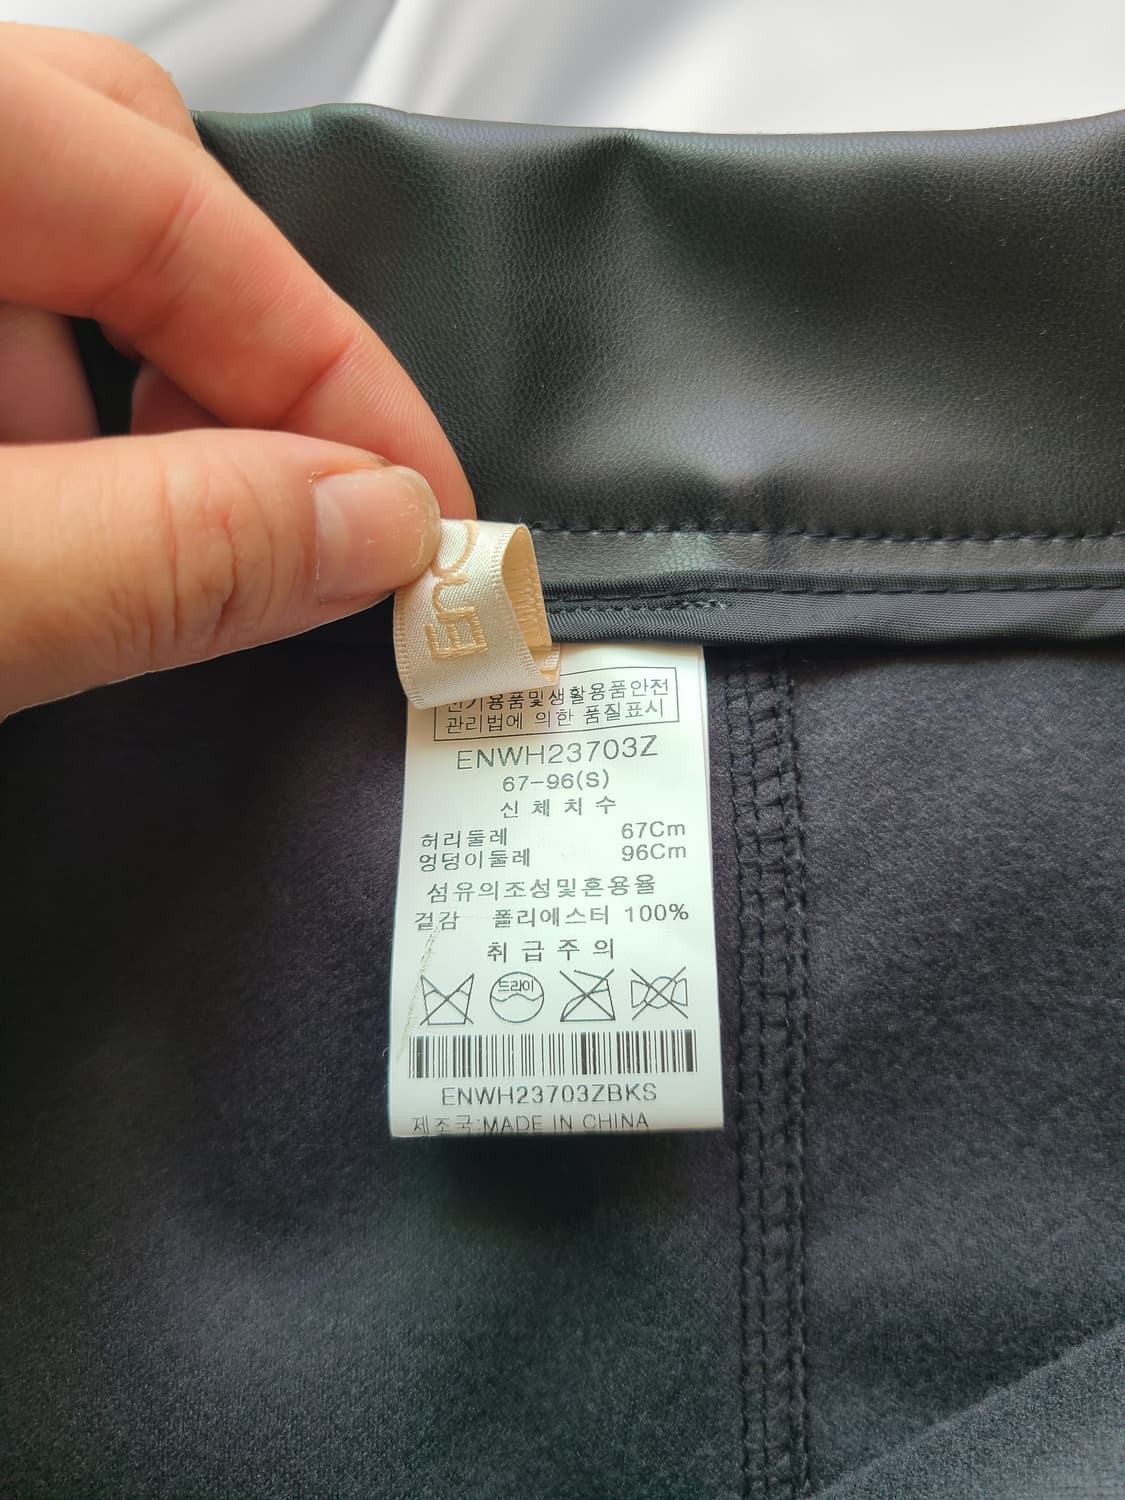 용품및생활용품안전
관리법에 의한 품질표시
ENWH23703Z
67-96(S)
신체치수
허리둘레 67Cm
엉덩이둘레 96Cm
섬유의조성및혼용율
겉감 폴리에스터 100%
취급주의
드라이
ENWH23703ZBKS
제조국:MADE IN CHINA